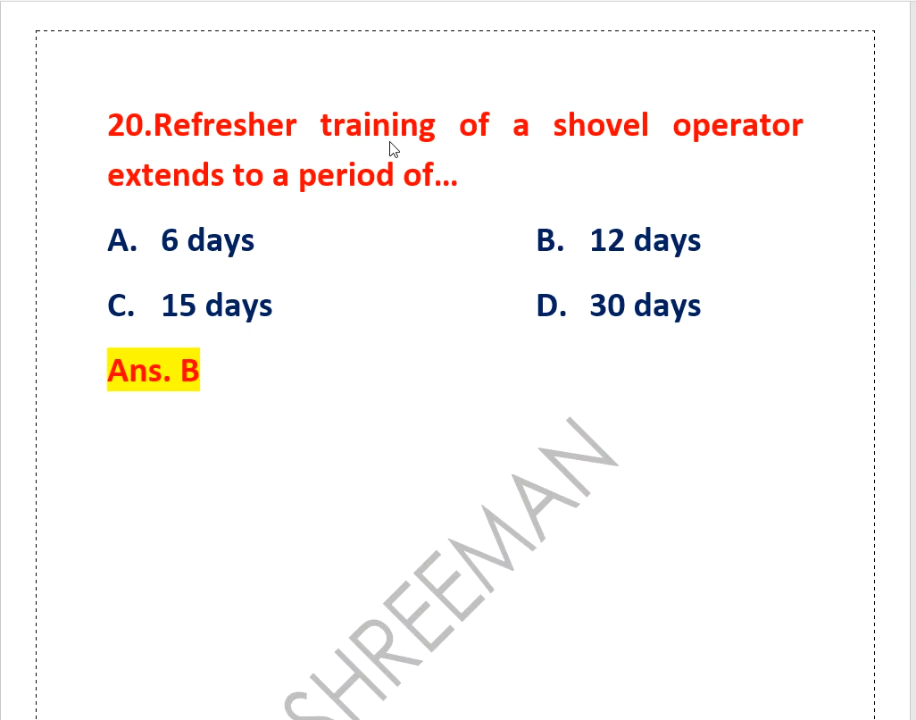 20.Refresher training of a shovel operator
extends to a period of...
A. 6 days B. 12 days
C. 15 days D. 30 days
Ans. B
SHREEMAN